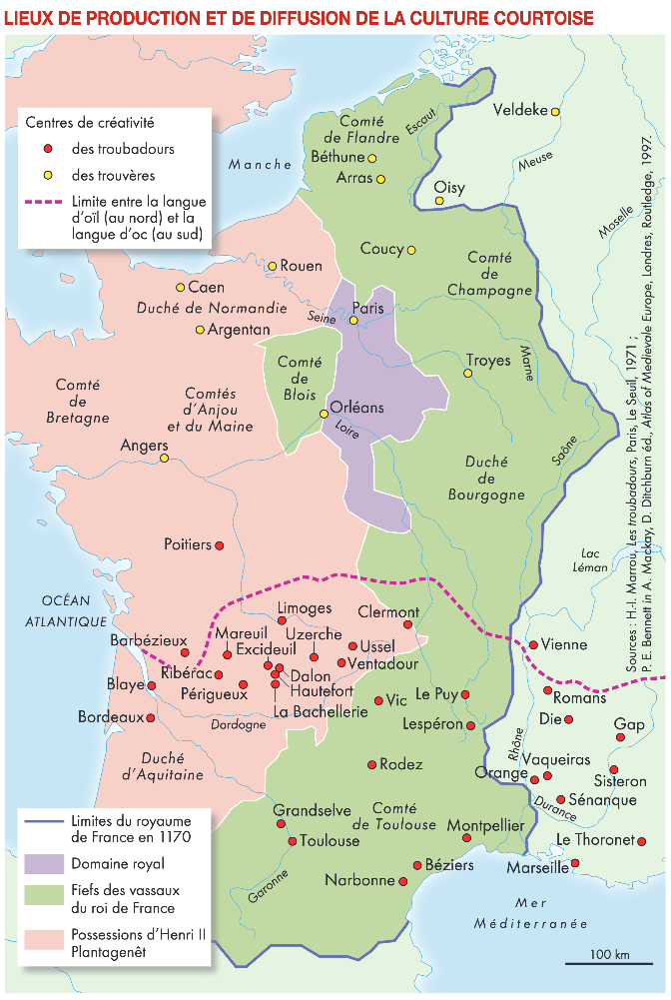 LIEUX DE PRODUCTION ET DE DIFFUSION DE LA CULTURE COURTOISE
Centres de créativité
des troubadours
des trouvères
Limite entre la langue
d'oïl (au nord) et la
langue d'oc (au sud)
Manche
Comté
de Flandre
Escaut
Béthune
Arras
Veldeke
Meuse
Oisy
Moselle
Coucy
Comté
de
Champagne
Rouen
Caen
Duché de Normandie
Argentan
Seine
Paris
Marne
Troyes
Comté
de
Blois
Orléans
Loire
Comté
de
Bretagne
Comtés
d'Anjou
et du Maine
Angers
Duché
de
Bourgogne
Saône
Poitiers
Lac
Léman
OCÉAN
ATLANTIQUE
Limoges
Clermont
Barbézieux
Mareuil
Uzerche
Excideuil
Ussel
Ventadour
Vienne
Ribérac
Dalon
Blaye
Périgueux
Hautefort
La Bachellerie
Vic
Le Puy
Romans
Bordeaux
Dordogne
Lespéron
Die
Gap
Duché
d'Aquitaine
Rodez
Rhône
Vaqueiras
Orange
Sisteron
Durance
Sénanque
Grandselve
Comté
de Toulouse
Toulouse
Montpellier
Le Thoronet
Béziers
Marseille
Garonne
Narbonne
Mer
Méditerranée
Limites du royaume
de France en 1170
Domaine royal
Fiefs des vassaux
du roi de France
Possessions d'Henri II
Plantagenêt
100 km
Sources : H.-I. Marrou, Les troubadours, Paris, Le Seuil, 1971 ;
P. E. Bennett in A. Mackay, D. Ditchburn éd., Atlas of Medievale Europe, Londres, Routledge, 1997.